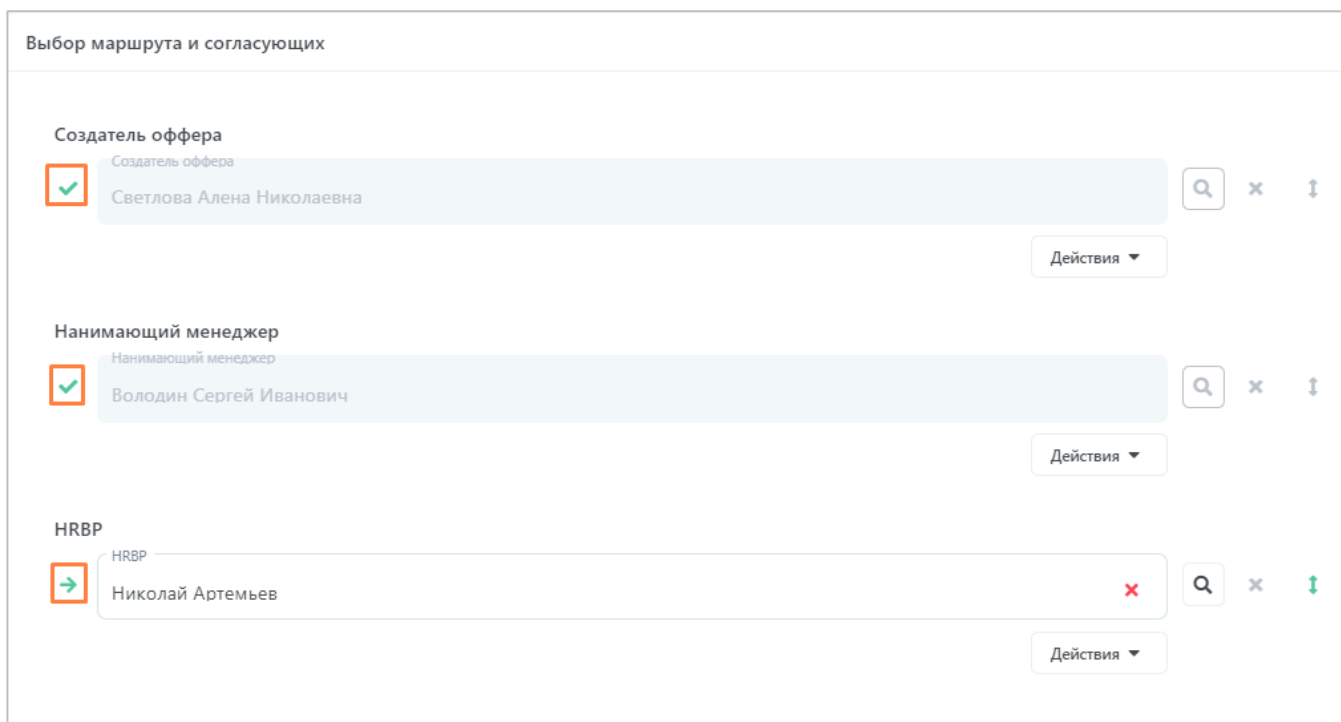 Выбор маршрута и согласующих
Создатель оффера
Создатель оффера
Светлова Алена Николаевна
Действия
Нанимающий менеджер
Нанимающий менеджер
Володин Сергей Иванович
Действия
HRBP
HRBP
Николай Артемьев
Действия